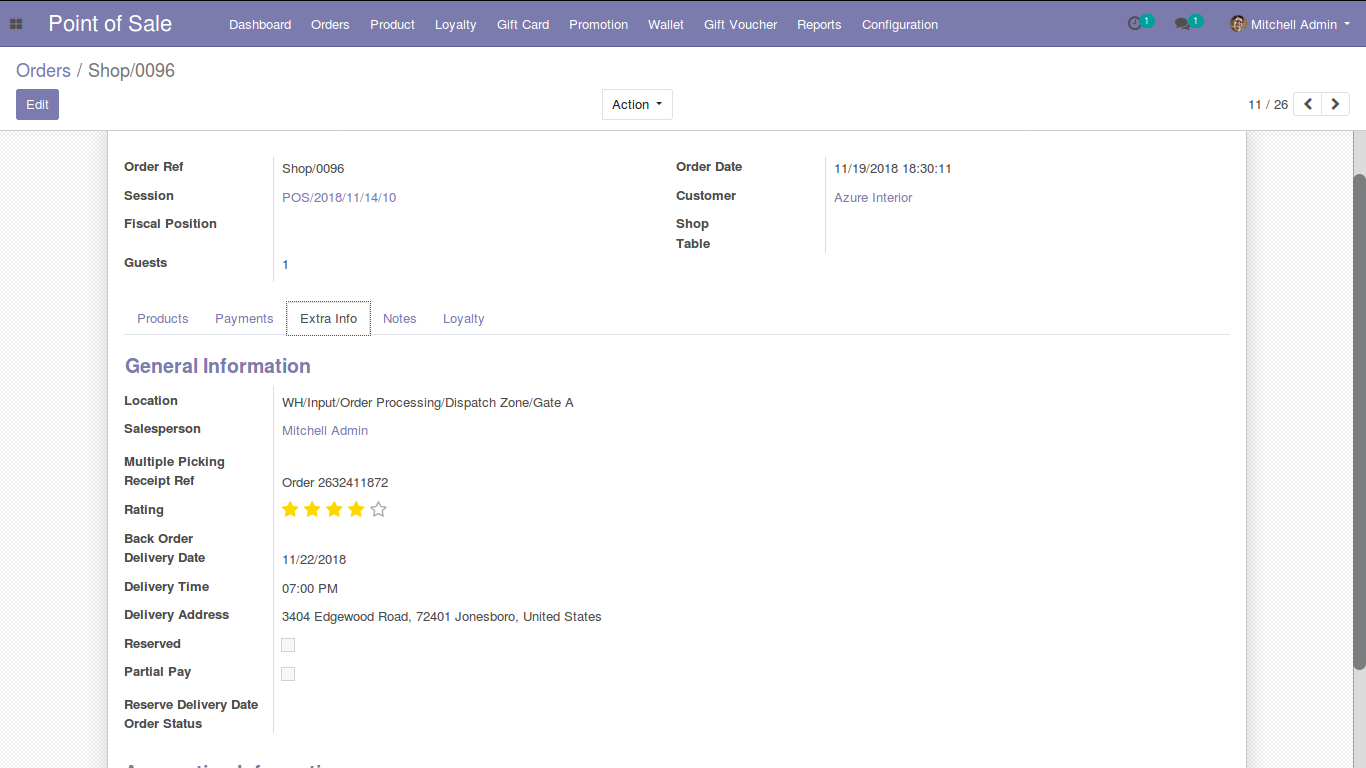 Point of Sale Dashboard Orders Product Loyalty Gift Card Promotion Wallet Gift Voucher Reports Configuration 1 1 Mitchell Admin
Orders / Shop/0096
Edit Action 11 / 26
Order Ref Shop/0096 Order Date 11/19/2018 18:30:11
Session POS/2018/11/14/10 Customer Azure Interior
Fiscal Position Shop
Table
Guests 1
Products Payments Extra Info Notes Loyalty
General Information
Location WH/Input/Order Processing/Dispatch Zone/Gate A
Salesperson Mitchell Admin
Multiple Picking
Receipt Ref Order 2632411872
Rating
Back Order
Delivery Date 11/22/2018
Delivery Time 07:00 PM
Delivery Address 3404 Edgewood Road, 72401 Jonesboro, United States
Reserved
Partial Pay
Reserve Delivery Date
Order Status